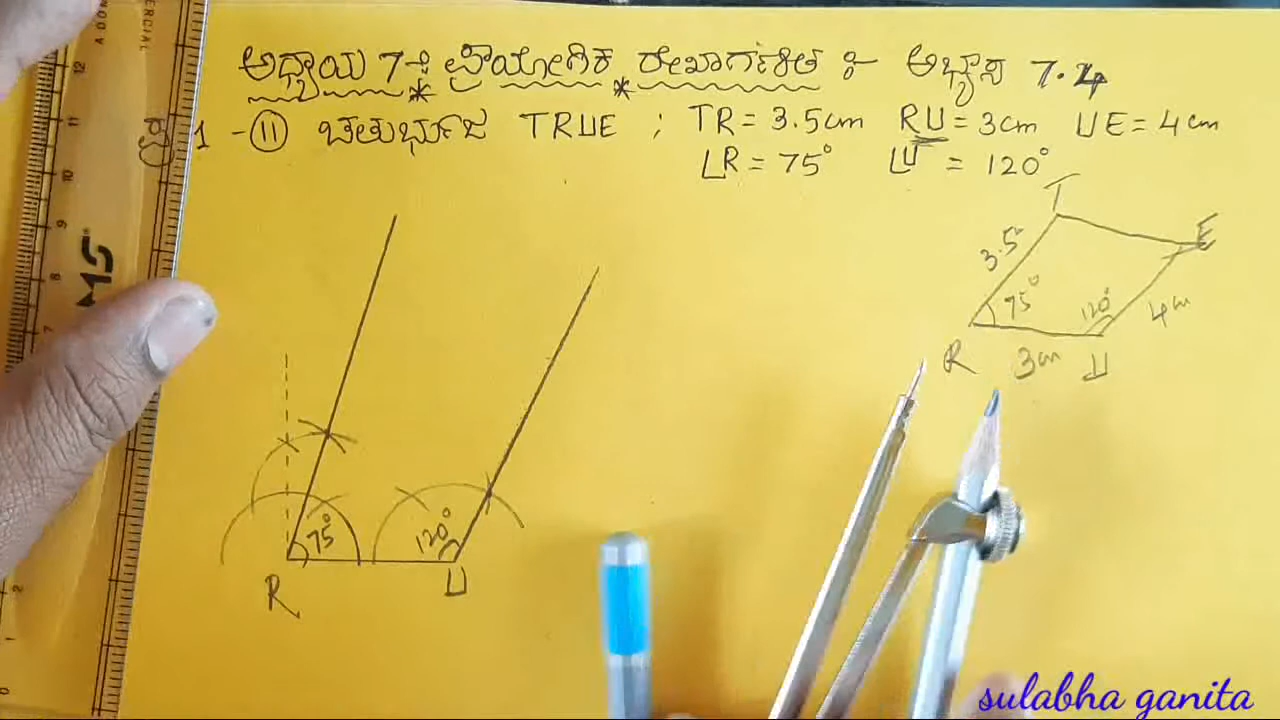 ಅಧ್ಯಾಯ 7 :- ಪ್ರಾಯೋಗಿಕ ರೇಖಾಗಣಿತ :- ಅಭ್ಯಾಸ 7.4
1 - II ಚತುರ್ಭುಜ TRUE ; TR = 3.5cm RU = 3cm UE = 4cm
∟R = 75° ∟U = 120°
T
E
3.5
75° 120° 4cm
R 3cm U
75° 120°
R U
sulabha ganita